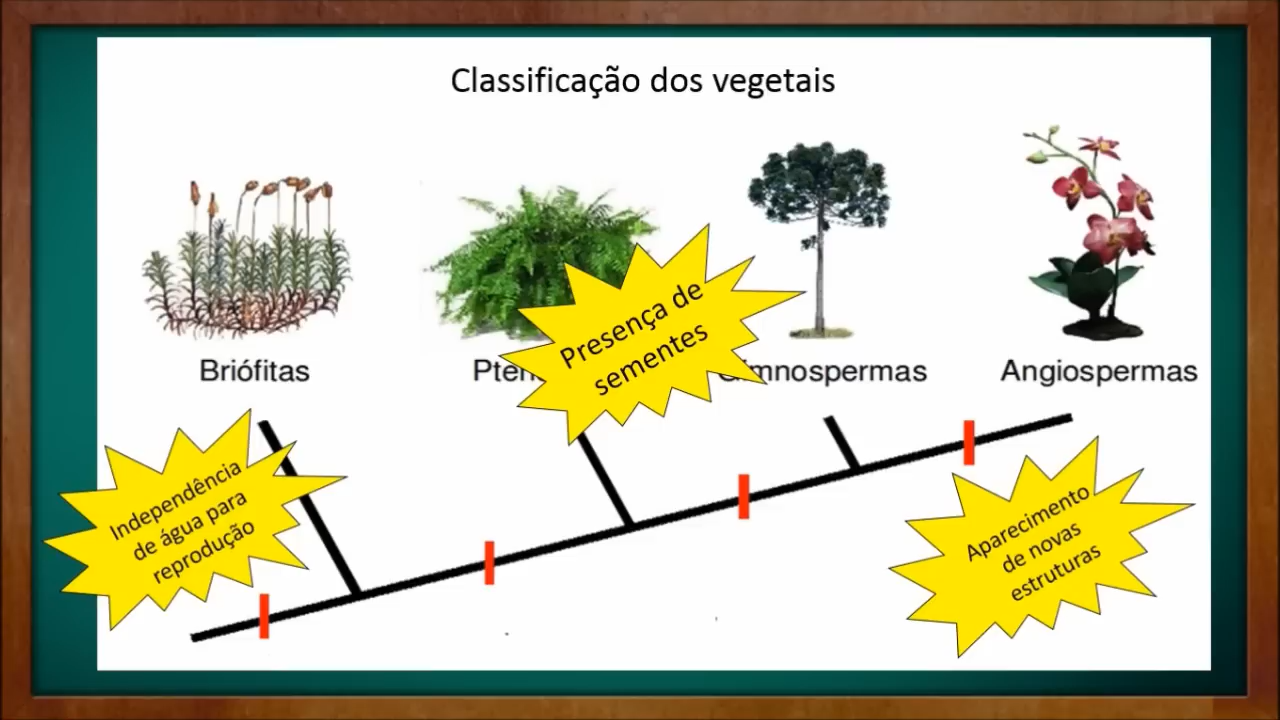 Classificação dos vegetais
Briófitas
Angiospermas
Presença de
sementes
Independência
de água para
reprodução
Aparecimento
de novas
estruturas